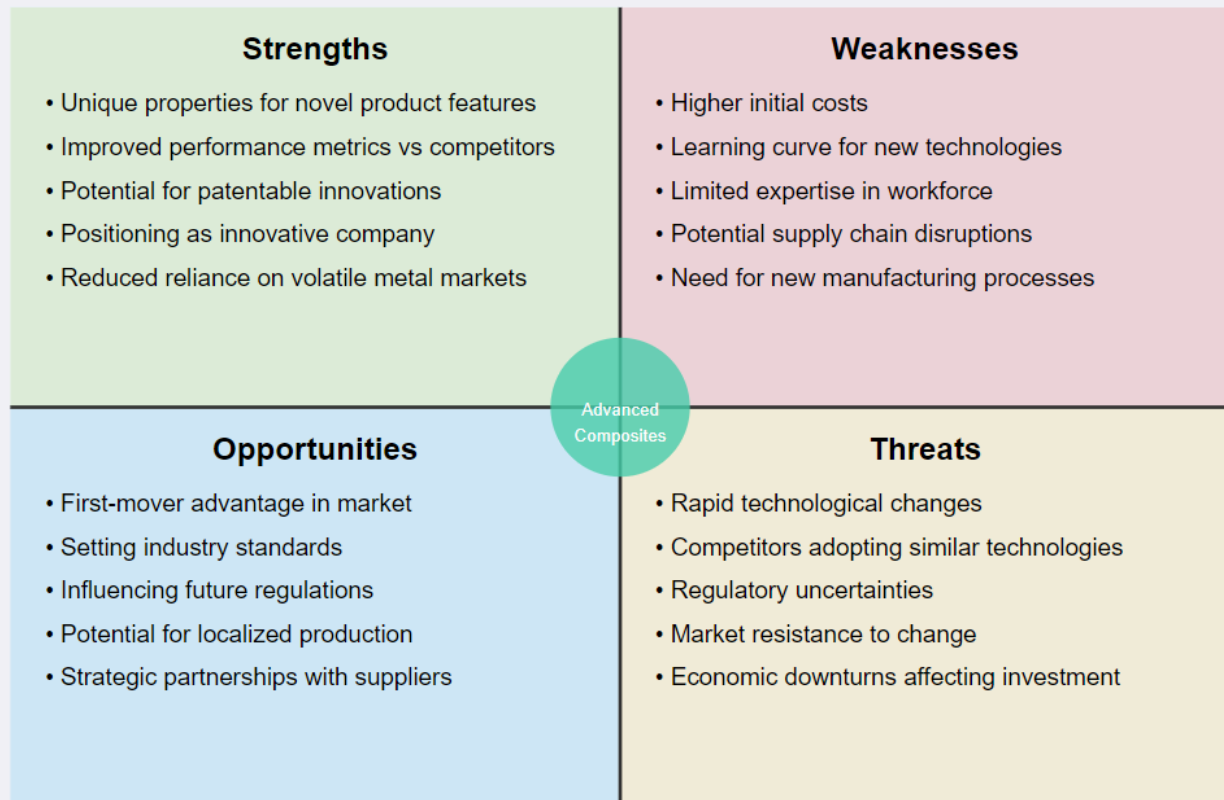 Strengths
• Unique properties for novel product features
• Improved performance metrics vs competitors
• Potential for patentable innovations
• Positioning as innovative company
• Reduced reliance on volatile metal markets
Weaknesses
• Higher initial costs
• Learning curve for new technologies
• Limited expertise in workforce
• Potential supply chain disruptions
• Need for new manufacturing processes
Advanced
Composites
Opportunities
• First-mover advantage in market
• Setting industry standards
• Influencing future regulations
• Potential for localized production
• Strategic partnerships with suppliers
Threats
• Rapid technological changes
• Competitors adopting similar technologies
• Regulatory uncertainties
• Market resistance to change
• Economic downturns affecting investment